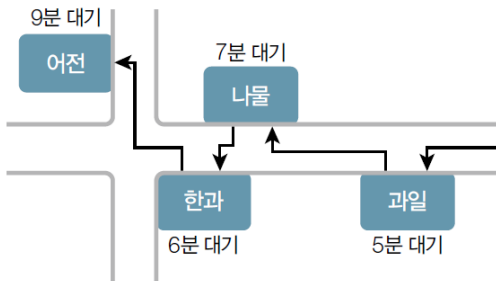 9분 대기
어전
7분 대기
나물
한과
6분 대기
과일
5분 대기